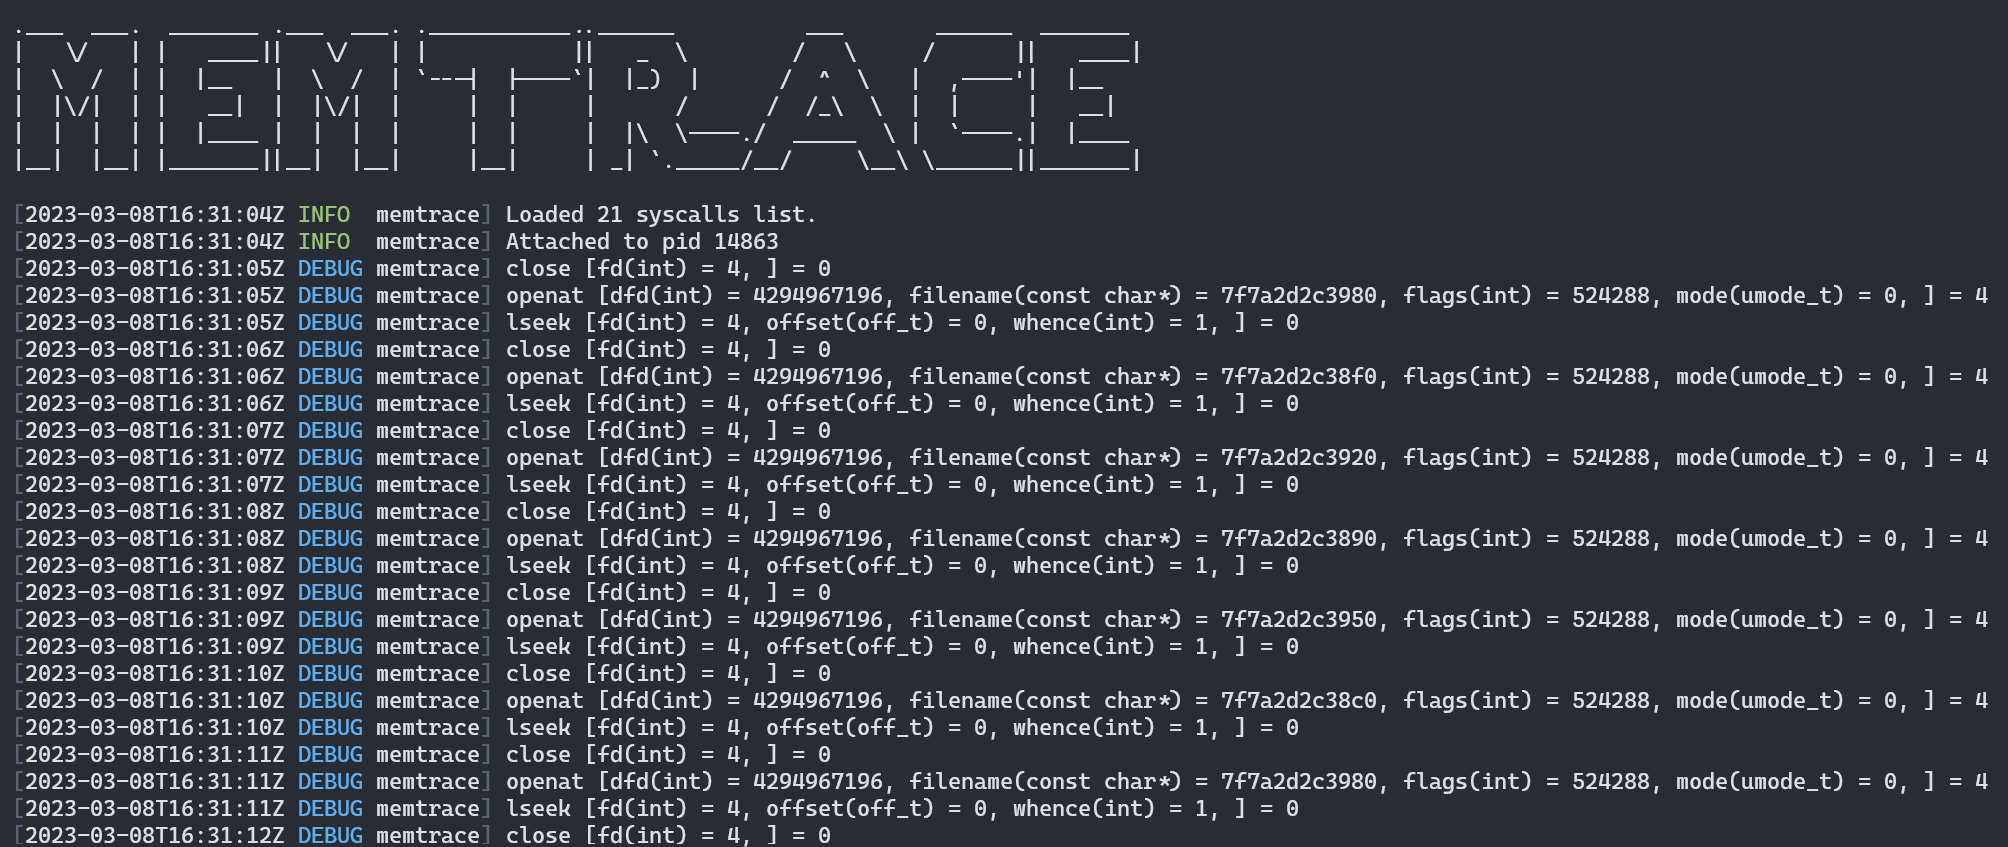 MEMTRACE
[2023-03-08T16:31:04Z INFO  memtrace] Loaded 21 syscalls list.
[2023-03-08T16:31:04Z INFO  memtrace] Attached to pid 14863
[2023-03-08T16:31:05Z DEBUG memtrace] close [fd(int) = 4, ] = 0
[2023-03-08T16:31:05Z DEBUG memtrace] openat [dfd(int) = 4294967196, filename(const char*) = 7f7a2d2c3980, flags(int) = 524288, mode(umode_t) = 0, ] = 4
[2023-03-08T16:31:05Z DEBUG memtrace] lseek [fd(int) = 4, offset(off_t) = 0, whence(int) = 1, ] = 0
[2023-03-08T16:31:06Z DEBUG memtrace] close [fd(int) = 4, ] = 0
[2023-03-08T16:31:06Z DEBUG memtrace] openat [dfd(int) = 4294967196, filename(const char*) = 7f7a2d2c38f0, flags(int) = 524288, mode(umode_t) = 0, ] = 4
[2023-03-08T16:31:06Z DEBUG memtrace] lseek [fd(int) = 4, offset(off_t) = 0, whence(int) = 1, ] = 0
[2023-03-08T16:31:07Z DEBUG memtrace] close [fd(int) = 4, ] = 0
[2023-03-08T16:31:07Z DEBUG memtrace] openat [dfd(int) = 4294967196, filename(const char*) = 7f7a2d2c3920, flags(int) = 524288, mode(umode_t) = 0, ] = 4
[2023-03-08T16:31:07Z DEBUG memtrace] lseek [fd(int) = 4, offset(off_t) = 0, whence(int) = 1, ] = 0
[2023-03-08T16:31:08Z DEBUG memtrace] close [fd(int) = 4, ] = 0
[2023-03-08T16:31:08Z DEBUG memtrace] openat [dfd(int) = 4294967196, filename(const char*) = 7f7a2d2c3890, flags(int) = 524288, mode(umode_t) = 0, ] = 4
[2023-03-08T16:31:08Z DEBUG memtrace] lseek [fd(int) = 4, offset(off_t) = 0, whence(int) = 1, ] = 0
[2023-03-08T16:31:09Z DEBUG memtrace] close [fd(int) = 4, ] = 0
[2023-03-08T16:31:09Z DEBUG memtrace] openat [dfd(int) = 4294967196, filename(const char*) = 7f7a2d2c3950, flags(int) = 524288, mode(umode_t) = 0, ] = 4
[2023-03-08T16:31:09Z DEBUG memtrace] lseek [fd(int) = 4, offset(off_t) = 0, whence(int) = 1, ] = 0
[2023-03-08T16:31:10Z DEBUG memtrace] close [fd(int) = 4, ] = 0
[2023-03-08T16:31:10Z DEBUG memtrace] openat [dfd(int) = 4294967196, filename(const char*) = 7f7a2d2c38c0, flags(int) = 524288, mode(umode_t) = 0, ] = 4
[2023-03-08T16:31:10Z DEBUG memtrace] lseek [fd(int) = 4, offset(off_t) = 0, whence(int) = 1, ] = 0
[2023-03-08T16:31:11Z DEBUG memtrace] close [fd(int) = 4, ] = 0
[2023-03-08T16:31:11Z DEBUG memtrace] openat [dfd(int) = 4294967196, filename(const char*) = 7f7a2d2c3980, flags(int) = 524288, mode(umode_t) = 0, ] = 4
[2023-03-08T16:31:11Z DEBUG memtrace] lseek [fd(int) = 4, offset(off_t) = 0, whence(int) = 1, ] = 0
[2023-03-08T16:31:12Z DEBUG memtrace] close [fd(int) = 4, ] = 0